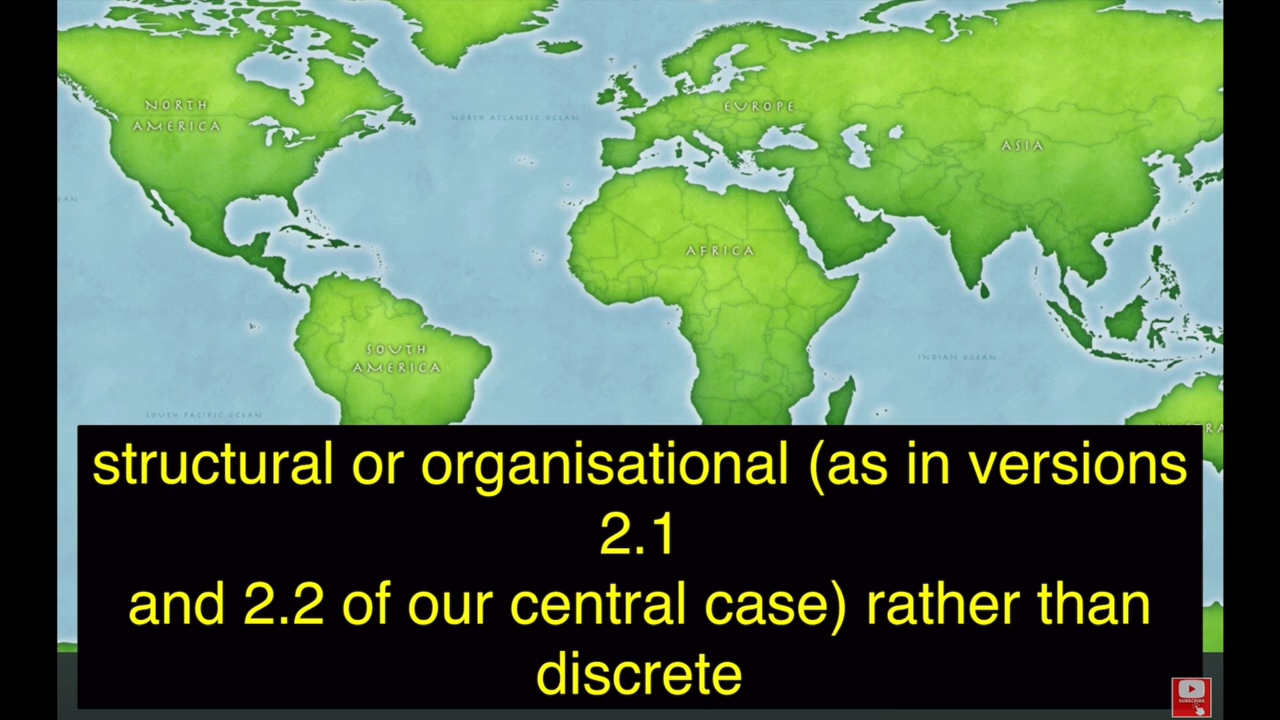 NORTH
AMERICA
NORTH ATLANTIC OCEAN
EUROPE
ASIA
AFRICA
SOUTH
AMERICA
INDIAN OCEAN
SOUTH PACIFIC OCEAN
structural or organisational (as in versions
2.1
and 2.2 of our central case) rather than
discrete
SUBSCRIBE